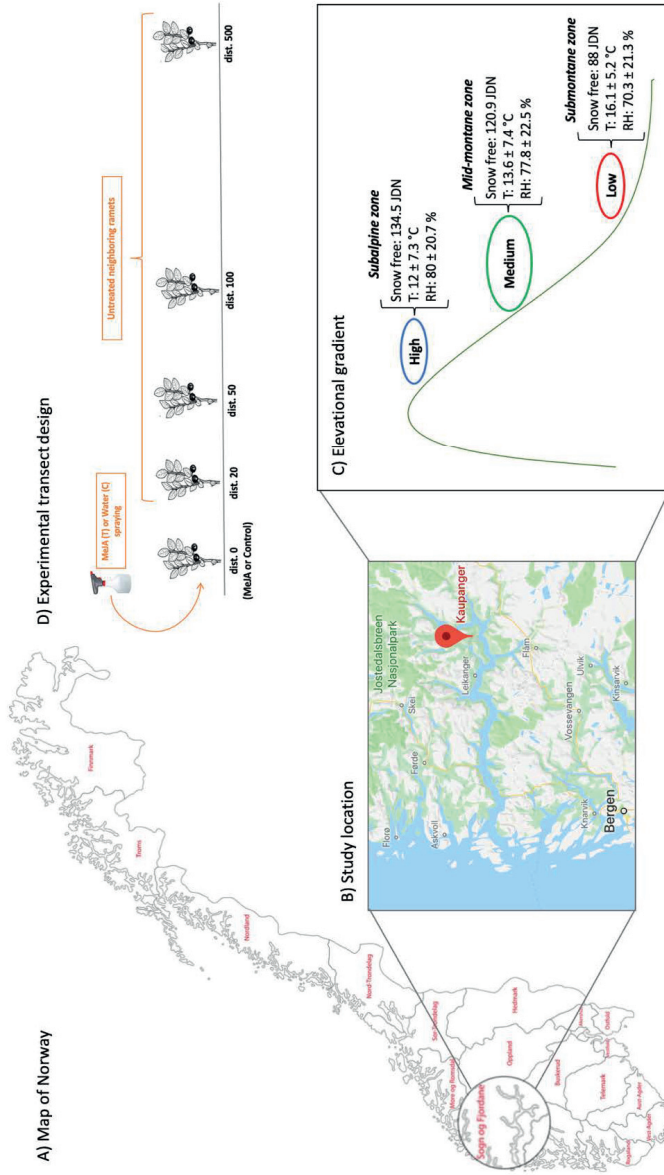 A) Map of Norway
Finnmark
Troms
Nordland
Nord-Trøndelag
Sør-Trøndelag
Møre og Romsdal
Sogn og Fjordane
Oppland
Hedmark
Buskerud
Telemark
Østfold
Aust-Agder
Vest-Agder
Rogaland
B) Study location
Florø
Førde
Skei
Jostedalsbreen
Nasjonalpark
Askvoll
Leikanger
Kaupanger
Flåm
Vossevangen
Ulvik
Knarvik
Kinsarvik
Bergen
D) Experimental transect design
MeJA (T) or Water (C)
spraying
Untreated neighboring ramets
dist. 0
(MeJA or Control)
dist. 20
dist. 50
dist. 100
dist. 500
C) Elevational gradient
Subalpine zone
Snow free: 134.5 JDN
T: 12 ± 7.3 °C
RH: 80 ± 20.7 %
High
Mid-montane zone
Snow free: 120.9 JDN
T: 13.6 ± 7.4 °C
RH: 77.8 ± 22.5 %
Medium
Submontane zone
Snow free: 88 JDN
T: 16.1 ± 5.2 °C
RH: 70.3 ± 21.3 %
Low